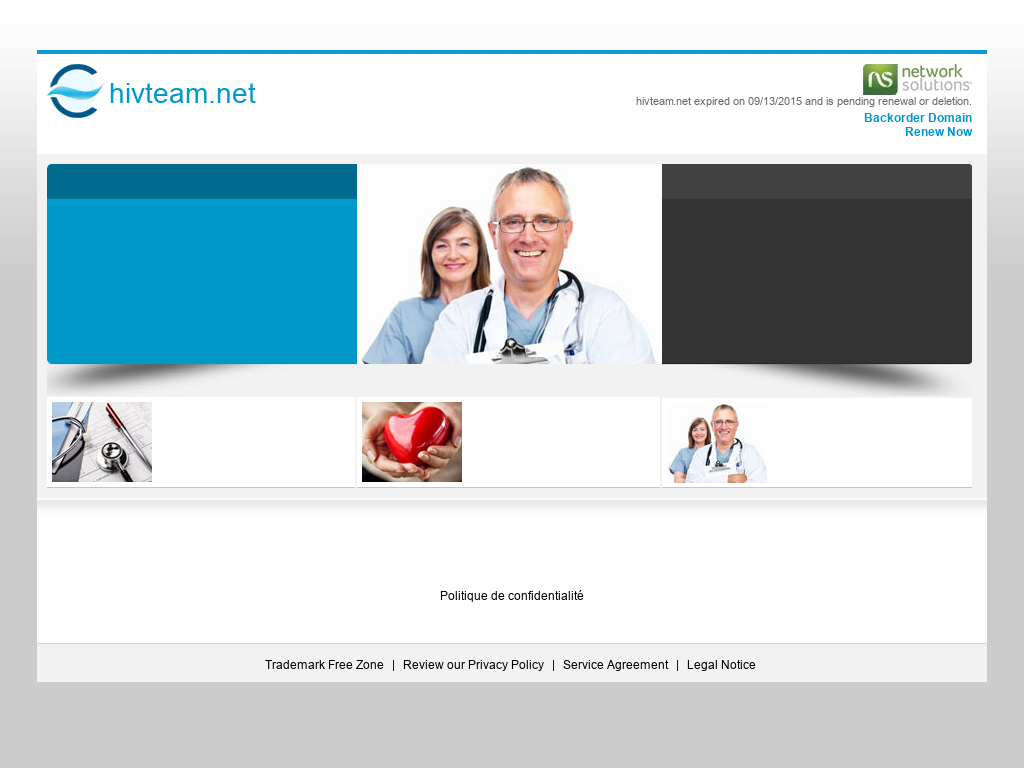 hivteam.net
ns network solutions
hivteam.net expired on 09/13/2015 and is pending renewal or deletion.
Backorder Domain
Renew Now
Politique de confidentialité
Trademark Free Zone | Review our Privacy Policy | Service Agreement | Legal Notice